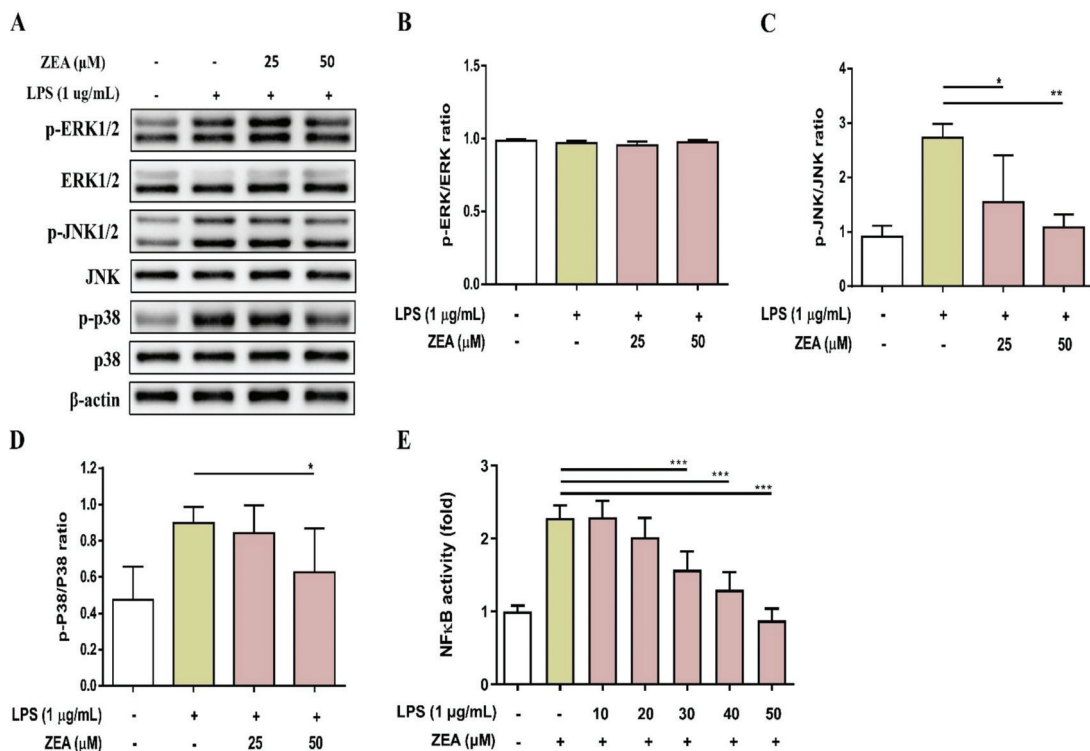 A
ZEA (μM) - - 25 50
LPS (1 ug/mL) - + + +
p-ERK1/2
ERK1/2
p-JNK1/2
JNK
p-p38
p38
β-actin
B
p-ERK/ERK ratio
1.5
1.0
0.5
0.0
LPS (1 μg/mL) - + + +
ZEA (μM) - - 25 50
C
p-JNK/JNK ratio
4
3
2
1
0
* 
**
LPS (1 μg/mL) - + + +
ZEA (μM) - - 25 50
D
p-P38/P38 ratio
1.2
1.0
0.8
0.6
0.4
0.2
0.0
*
LPS (1 μg/mL) - + + +
ZEA (μM) - - 25 50
E
NFκB activity (fold)
3
2
1
0
***
***
***
LPS (1 μg/mL) - - 10 20 30 40 50
ZEA (μM) - + + + + + +